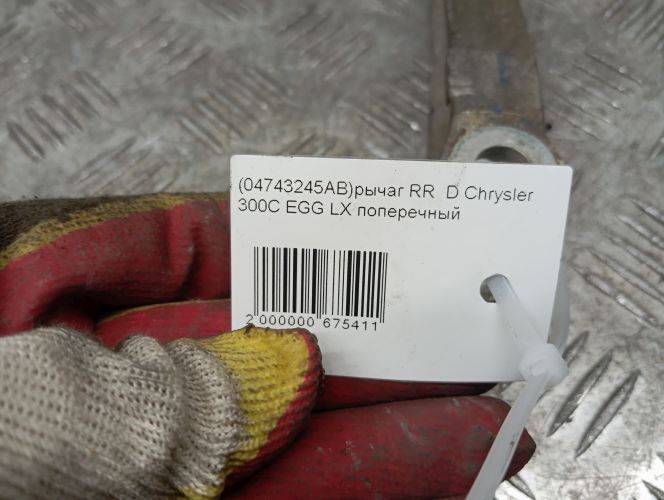 (04743245AB)рычаг RR D Chrysler
300C EGG LX поперечный
2 000000 675411